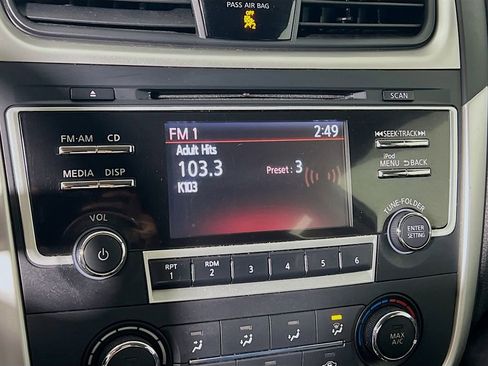 PASS AIR BAG
SCAN
FM 1 2:49
Adult Hits
103.3 Preset : 3
K103
FM·AM CD
MEDIA DISP
VOL
SEEK·TRACK
iPod
MENU BACK
TUNE·FOLDER
ENTER
SETTING
RPT
1
RDM
2
3
4
5
6
MAX
A/C